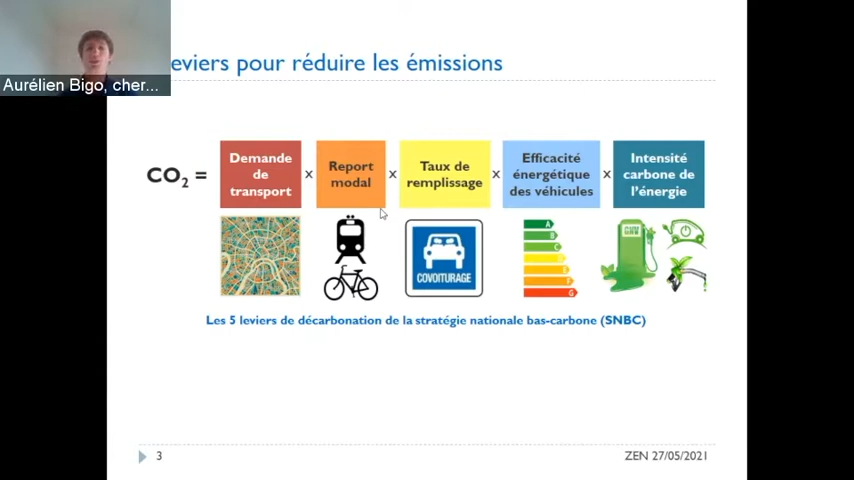 eviers pour réduire les émissions
Aurélien Bigo, cher...
CO2 =
Demande
de
transport
x
Report
modal
x
Taux de
remplissage
x
Efficacité
énergétique
des véhicules
x
Intensité
carbone de
l'énergie
COVOITURAGE
A
B
C
D
E
F
G
Les 5 leviers de décarbonation de la stratégie nationale bas-carbone (SNBC)
3
ZEN 27/05/2021